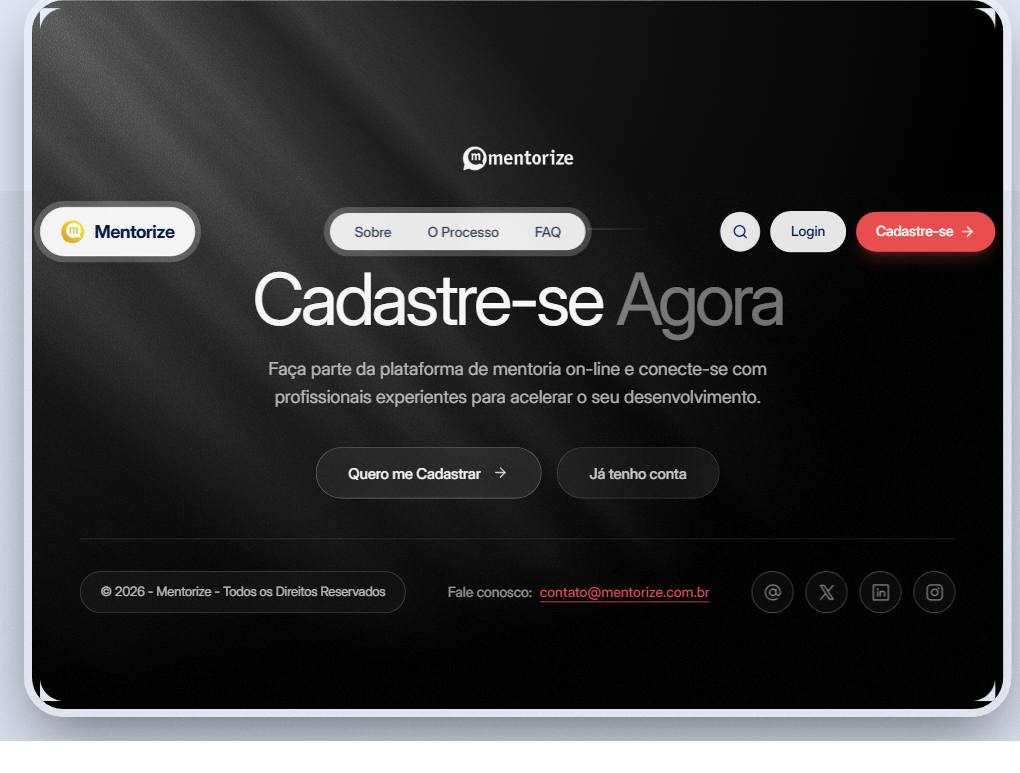 mentorize
Mentorize
Sobre O Processo FAQ
Login
Cadastre-se
Cadastre-se Agora
Faça parte da plataforma de mentoria on-line e conecte-se com
profissionais experientes para acelerar o seu desenvolvimento.
Quero me Cadastrar
Já tenho conta
© 2026 - Mentorize - Todos os Direitos Reservados
Fale conosco: contato@mentorize.com.br